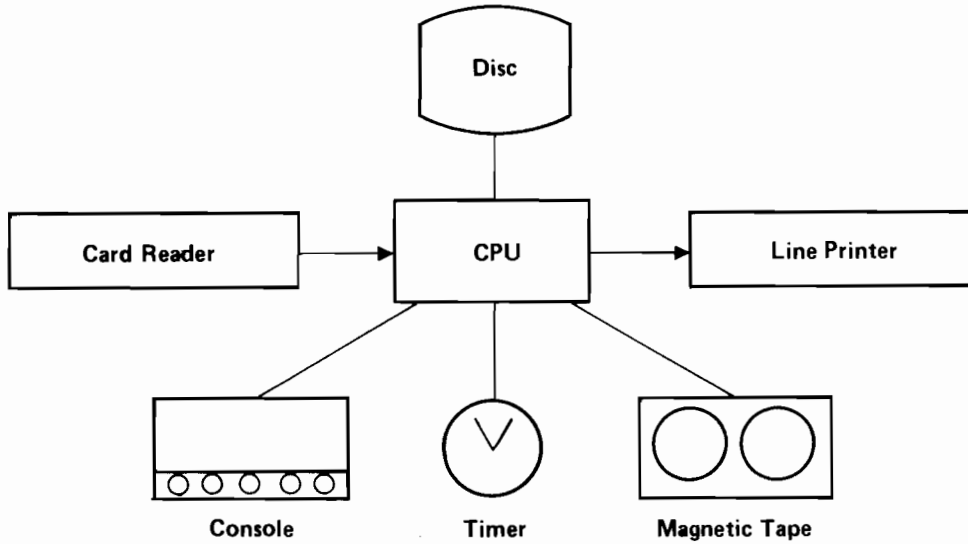 Disc
Card Reader
CPU
Line Printer
Console
Timer
Magnetic Tape